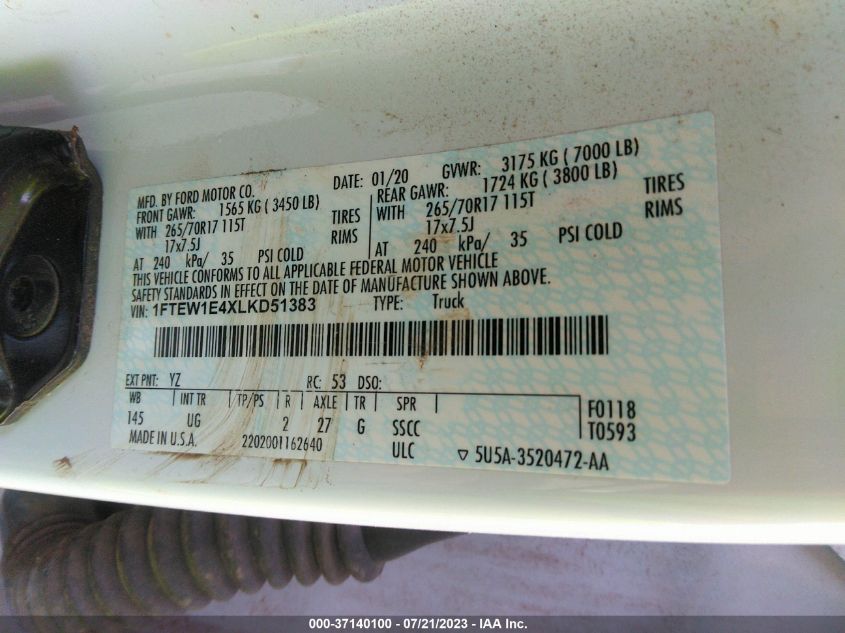 MFD. BY FORD MOTOR CO. DATE: 01/20 GVWR: 3175 KG ( 7000 LB)
FRONT GAWR: 1565 KG ( 3450 LB) REAR GAWR: 1724 KG ( 3800 LB)
WITH 265/70R17 115T TIRES WITH 265/70R17 115T TIRES
17x7.5J RIMS 17x7.5J RIMS
AT 240 kPa/ 35 PSI COLD AT 240 kPa/ 35 PSI COLD
THIS VEHICLE CONFORMS TO ALL APPLICABLE FEDERAL MOTOR VEHICLE
SAFETY STANDARDS IN EFFECT ON THE DATE OF MANUFACTURE SHOWN ABOVE.
VIN: 1FTEW1E4XLKD51383 TYPE: Truck
EXT PNT: YZ RC: 53 DSO:
WB INT TR TP/PS R AXLE TR SPR F0118
145 UG 2 27 G SSCC T0593
MADE IN U.S.A. 2202001162640 ULC ▽ 5U5A-3520472-AA
000-37140100 - 07/21/2023 - IAA Inc.